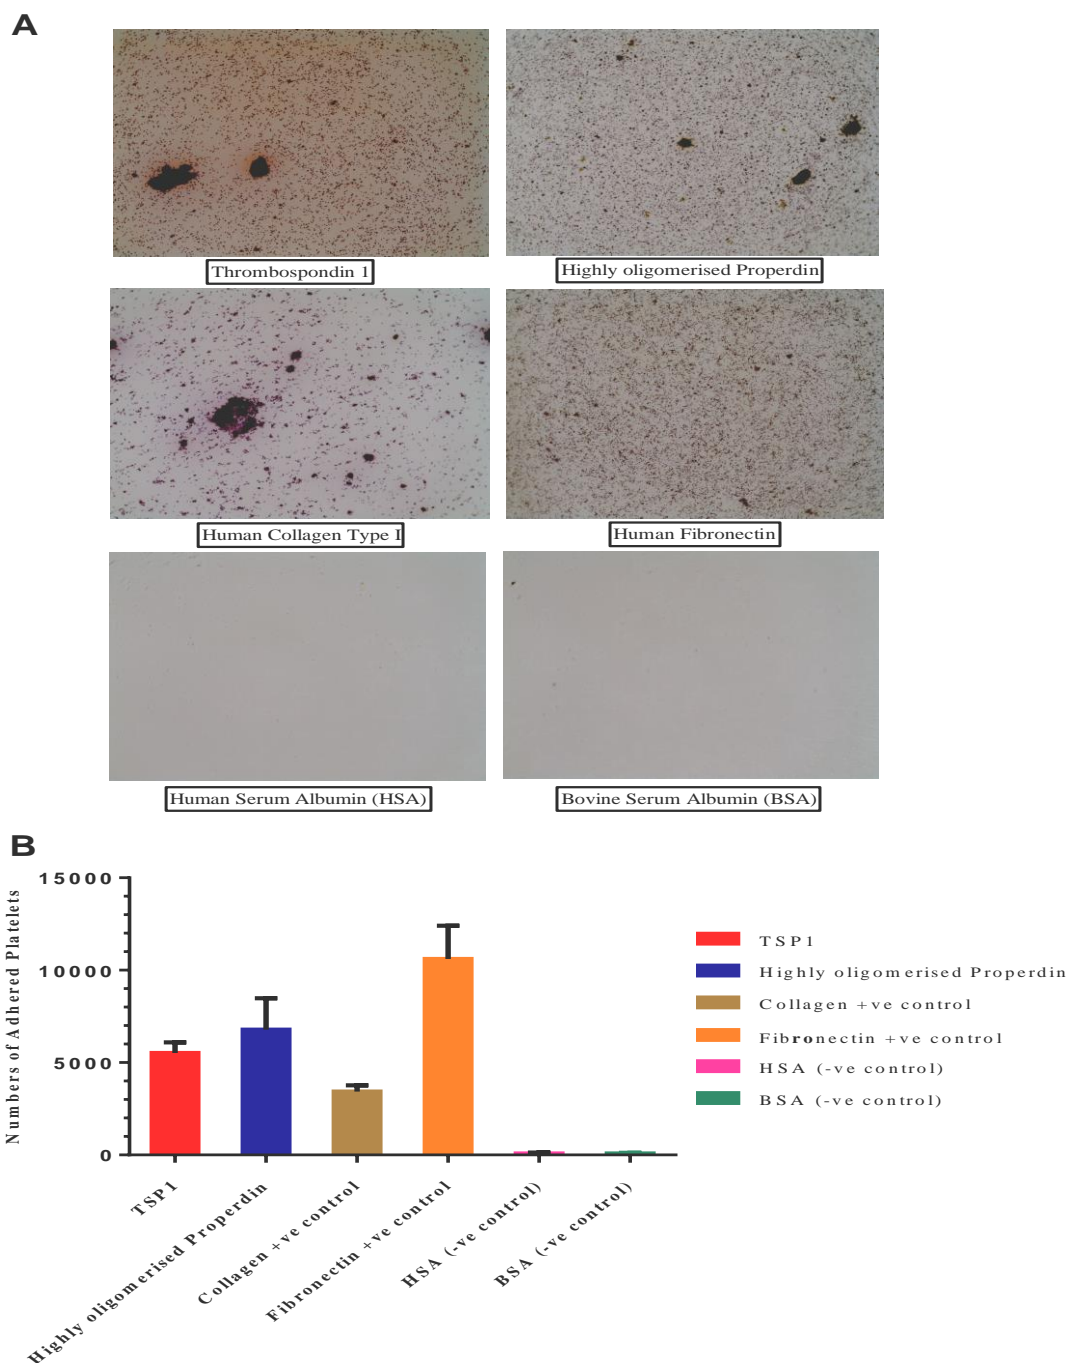 A
Thrombospondin 1
Highly oligomerised Properdin
Human Collagen Type I
Human Fibronectin
Human Serum Albumin (HSA)
Bovine Serum Albumin (BSA)
B
Numbers of Adhered Platelets
15000
10000
5000
0
TSP1
Highly oligomerised Properdin
Collagen +ve control
Fibronectin +ve control
HSA (-ve control)
BSA (-ve control)
TSP1
Highly oligomerised Properdin
Collagen +ve control
Fibronectin +ve control
HSA (-ve control)
BSA (-ve control)